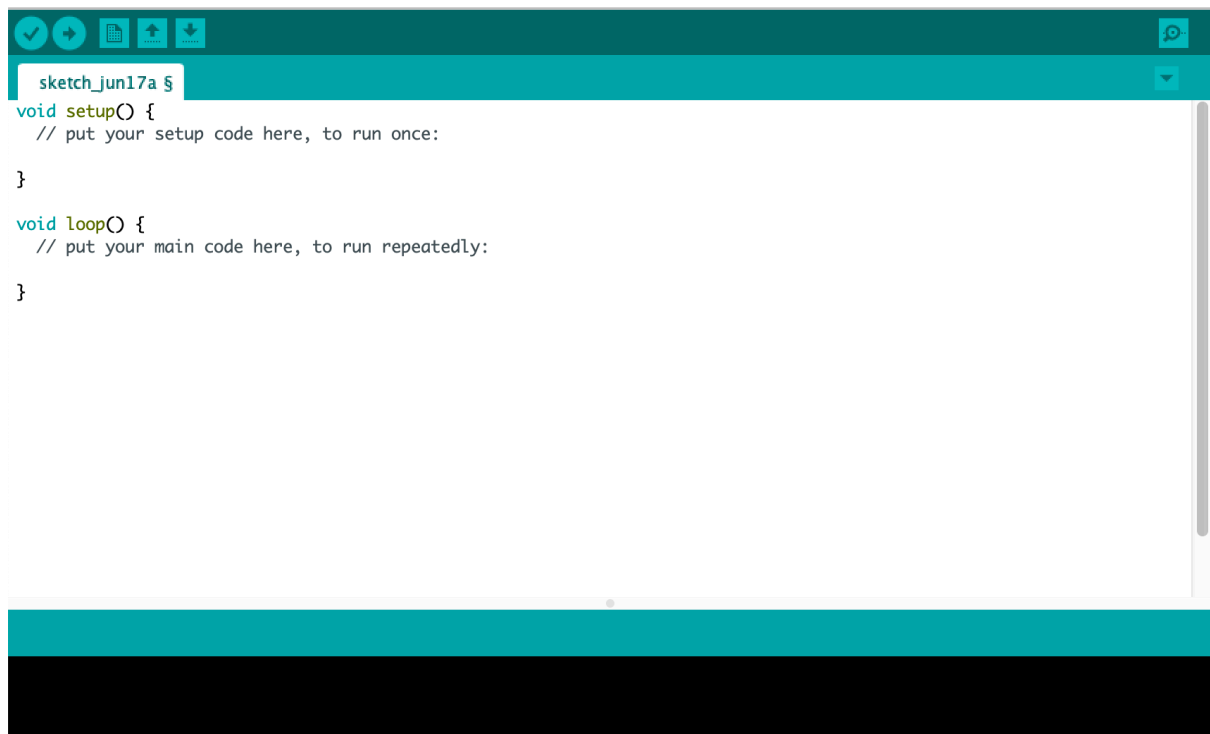 sketch_jun17a §
void setup() {
  // put your setup code here, to run once:
}
void loop() {
  // put your main code here, to run repeatedly:
}